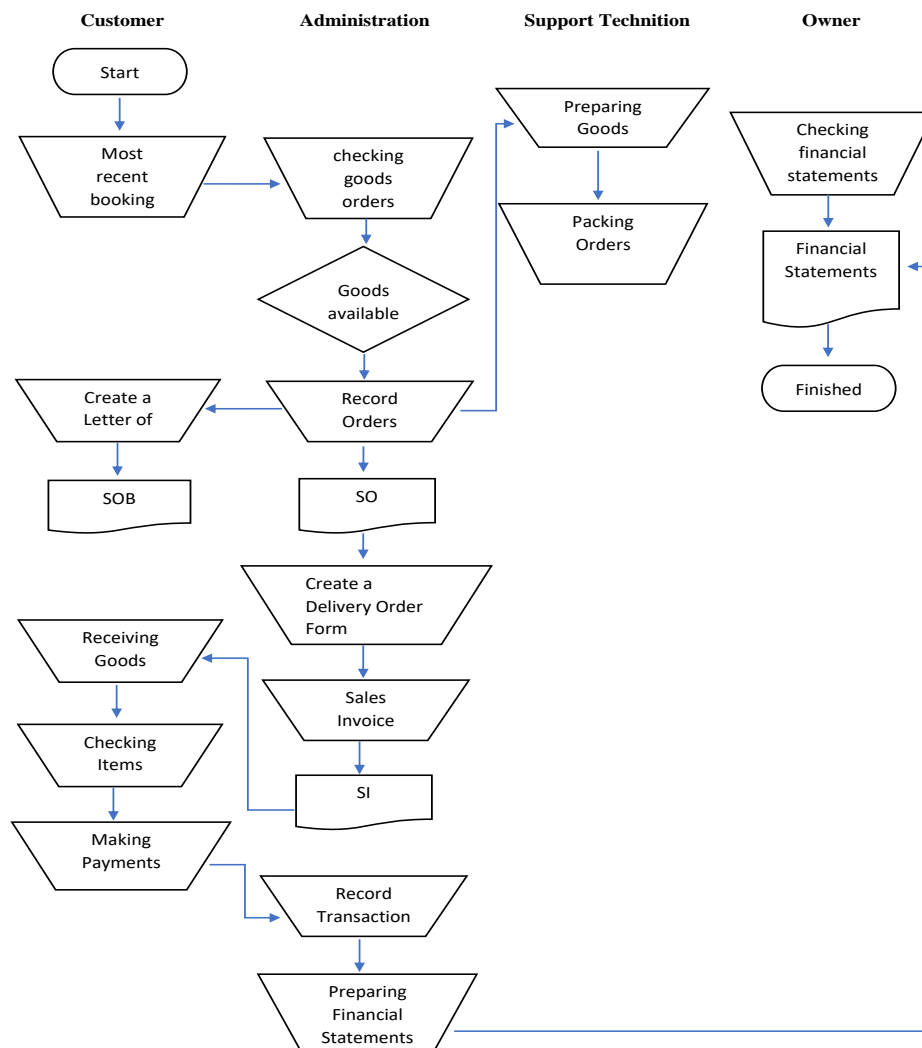 Customer
Administration
Support Technition
Owner
Start
Most
recent
booking
checking
goods
orders
Goods
available
Record
Orders
Create a
Letter of
SOB
SO
Create a
Delivery Order
Form
Sales
Invoice
SI
Receiving
Goods
Checking
Items
Making
Payments
Record
Transaction
Preparing
Financial
Statements
Preparing
Goods
Packing
Orders
Checking
financial
statements
Financial
Statements
Finished